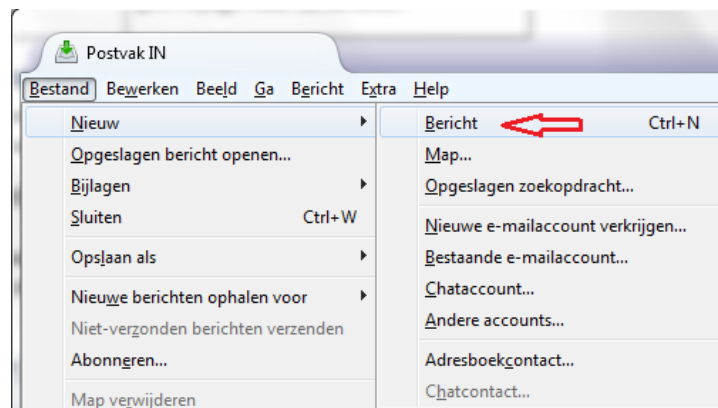 Postvak IN
Bestand Bewerken Beeld Ga Bericht Extra Help
Nieuw
Opgeslagen bericht openen...
Bijlagen
Sluiten Ctrl+W
Opslaan als
Nieuwe berichten ophalen voor
Niet-verzonden berichten verzenden
Abonneren...
Map verwijderen
Bericht Ctrl+N
Map...
Opgeslagen zoekopdracht...
Nieuwe e-mailaccount verkrijgen...
Bestaande e-mailaccount...
Chataccount...
Andere accounts...
Adresboekcontact...
Chatcontact...